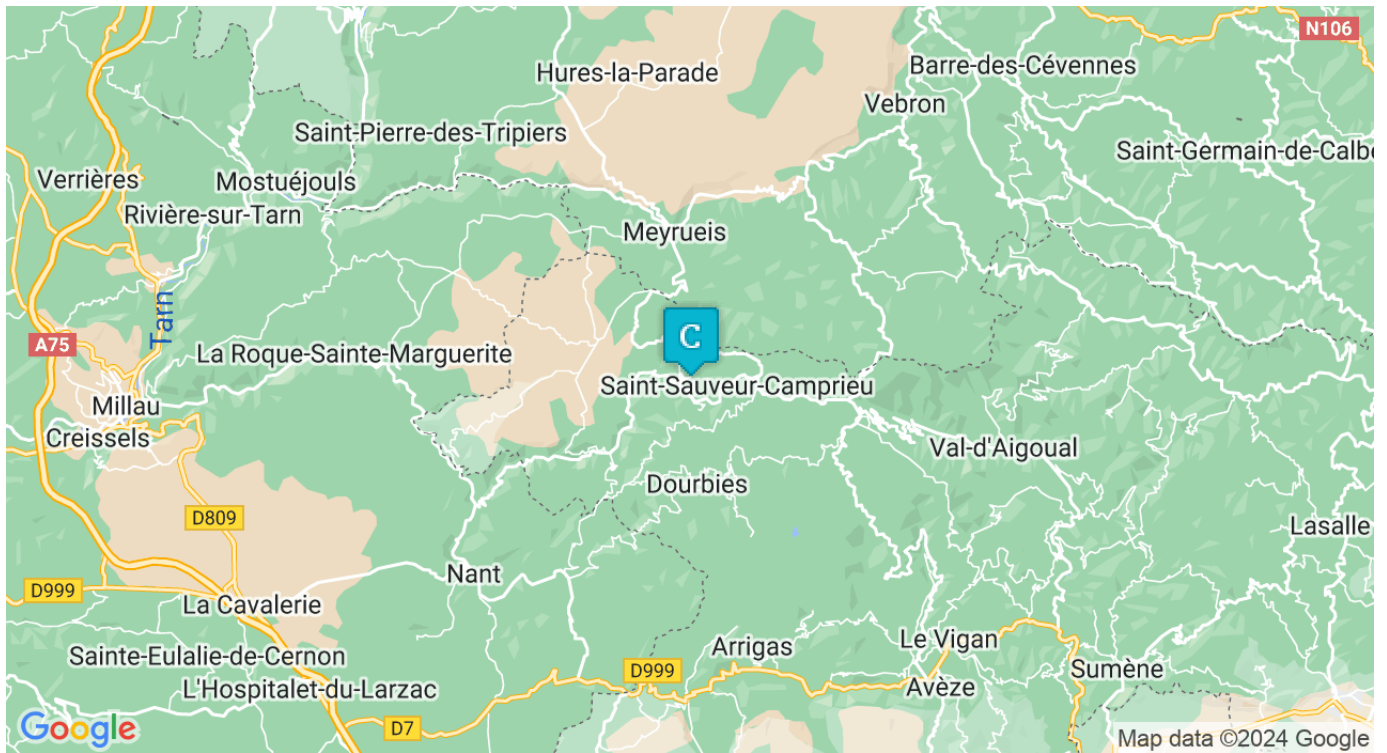 N106
Barre-des-Cévennes
Hures-la-Parade
Vebron
Saint-Pierre-des-Tripiers
Saint-Germain-de-Calbe
Verrières
Mostuéjouls
Rivière-sur-Tarn
Meyrueis
Tarn
C
A75
La Roque-Sainte-Marguerite
Saint-Sauveur-Camprieu
Millau
Creissels
Val-d'Aigoual
Dourbies
D809
Lasalle
Nant
D999
La Cavalerie
Le Vigan
Arrigas
Sainte-Eulalie-de-Cernon
D999
Sumène
L'Hospitalet-du-Larzac
Avèze
D7
Google
Map data ©2024 Google